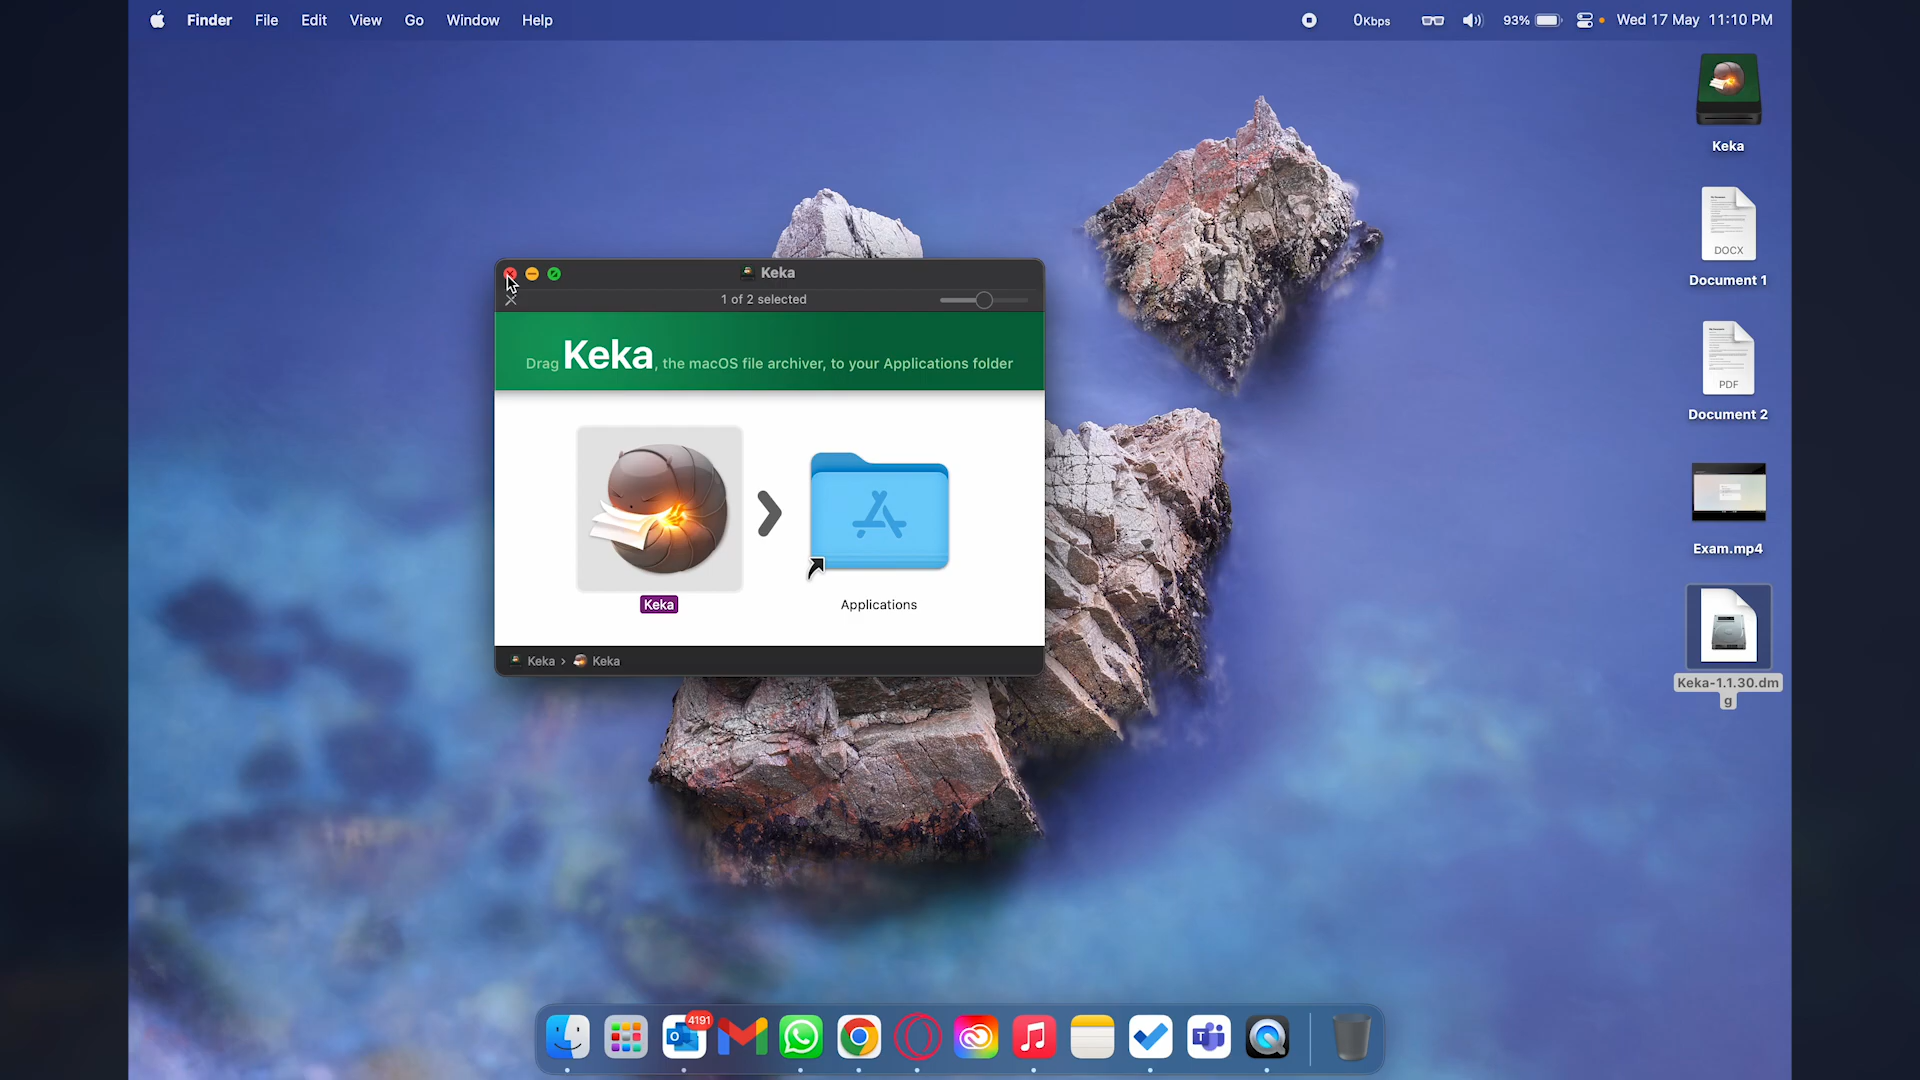 Finder File Edit View Go Window Help
0Kbps 93% Wed 17 May 11:10 PM
Keka
1 of 2 selected
Drag Keka, the macOS file archiver, to your Applications folder
Keka
Applications
Keka › Keka
Keka
DOCX
Document 1
PDF
Document 2
Exam.mp4
Keka-1.1.30.dm
g
4191